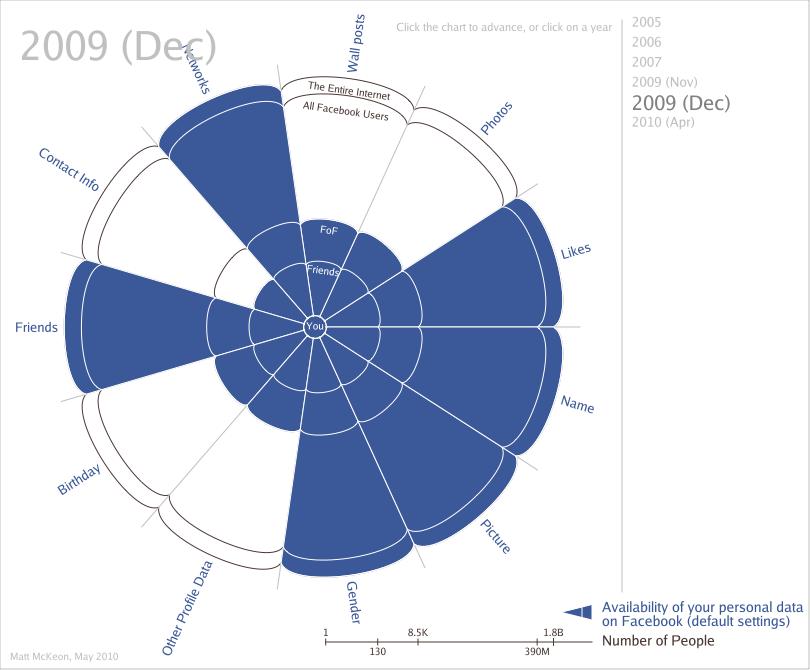 2009 (Dec)
Click the chart to advance, or click on a year
2005
2006
2007
2009 (Nov)
2009 (Dec)
2010 (Apr)
Networks
Wall posts
The Entire Internet
All Facebook Users
Photos
Contact Info
FoF
Friends
Likes
You
Friends
Name
Birthday
Picture
Other Profile Data
Gender
Availability of your personal data
on Facebook (default settings)
1
8.5K
1.8B
Number of People
130
390M
Matt McKeon, May 2010